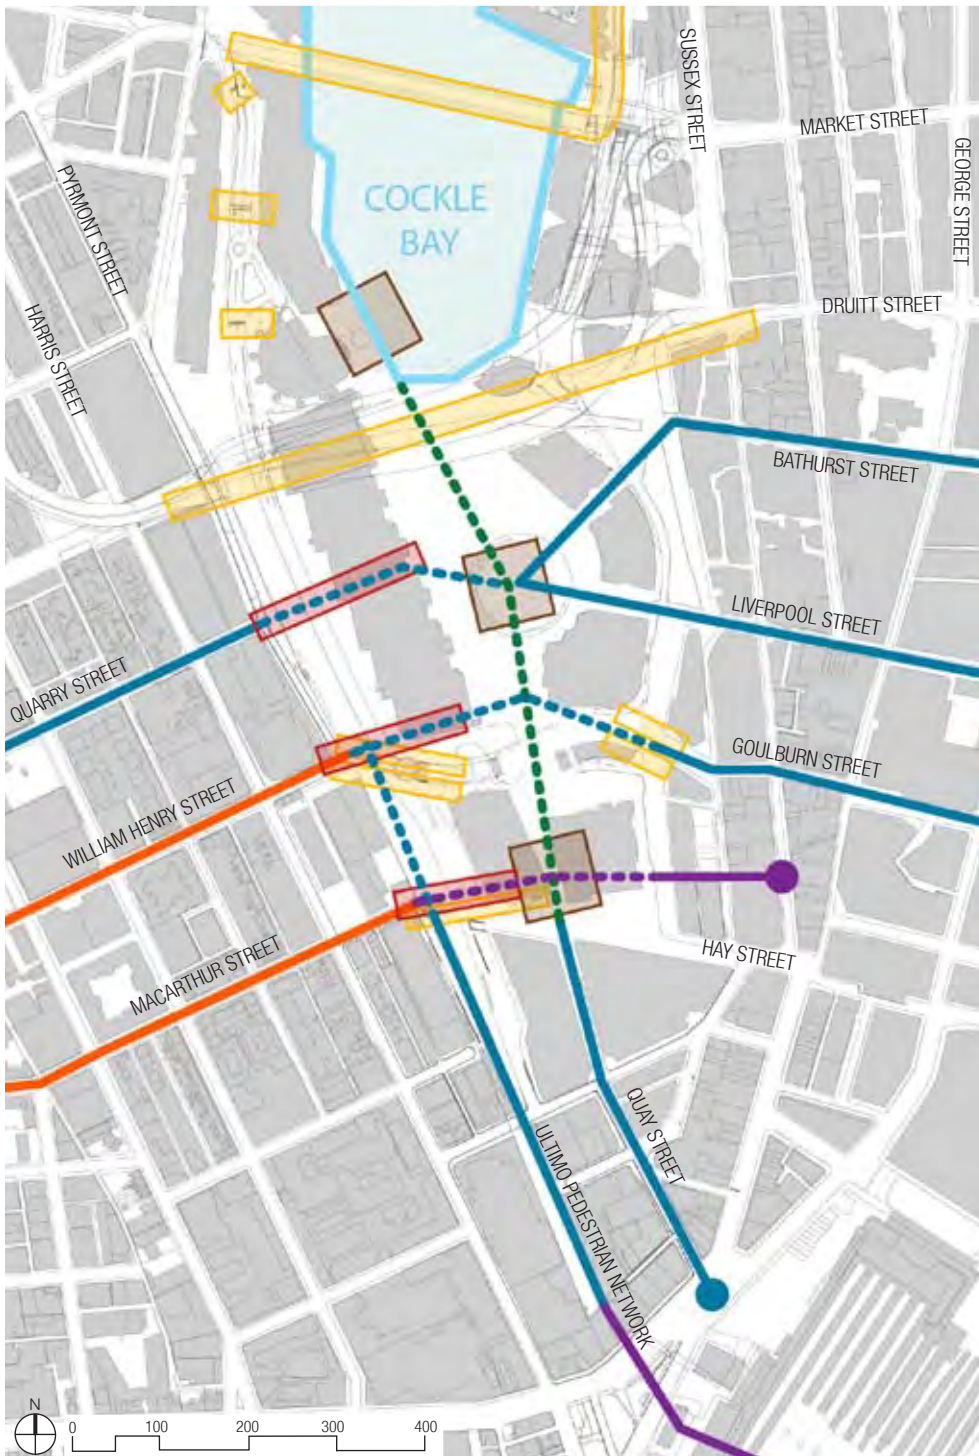 SUSSEX STREET
MARKET STREET
GEORGE STREET
PYRMONT STREET
COCKLE
BAY
HARRIS STREET
DRUITT STREET
BATHURST STREET
LIVERPOOL STREET
QUARRY STREET
GOULBURN STREET
WILLIAM HENRY STREET
MACARTHUR STREET
HAY STREET
QUAY STREET
ULTIMO PEDESTRIAN NETWORK
N
0 100 200 300 400